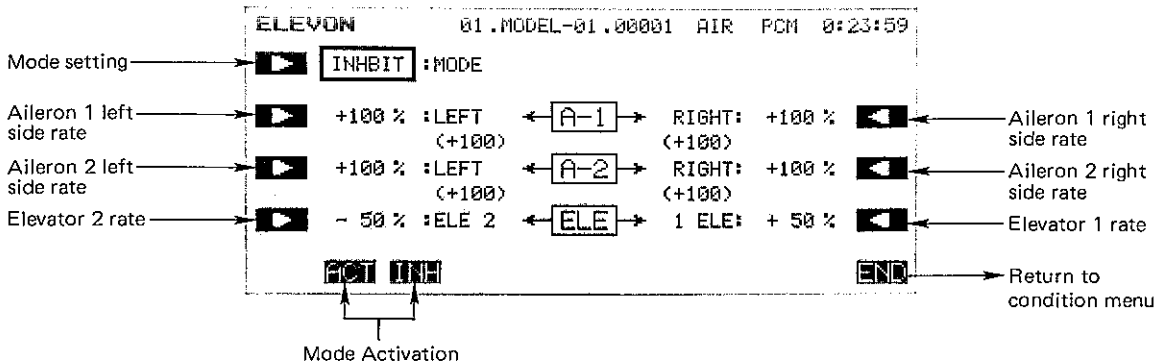 ELEVON 01.MODEL-01.00001 AIR PCM 0:23:59
Mode setting INHBIT :MODE
Aileron 1 left side rate +100 % :LEFT A-1 RIGHT: +100 % Aileron 1 right side rate
(+100) (+100)
Aileron 2 left side rate +100 % :LEFT A-2 RIGHT: +100 % Aileron 2 right side rate
(+100) (+100)
Elevator 2 rate - 50 % :ELE 2 ELE 1 ELE: + 50 % Elevator 1 rate
ACT INH END Return to condition menu
Mode Activation